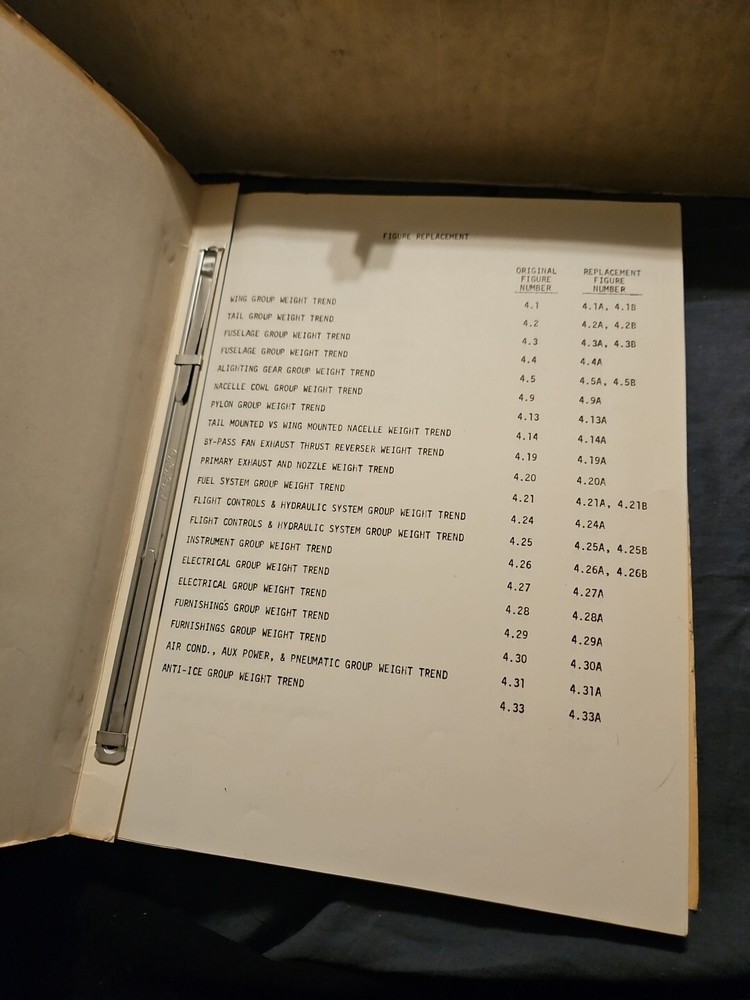 FIGURE REPLACEMENT
ORIGINAL REPLACEMENT
FIGURE FIGURE
NUMBER NUMBER
WING GROUP WEIGHT TREND 4.1 4.1A, 4.1B
TAIL GROUP WEIGHT TREND 4.2 4.2A, 4.2B
FUSELAGE GROUP WEIGHT TREND 4.3 4.3A, 4.3B
FUSELAGE GROUP WEIGHT TREND 4.4 4.4A
ALIGHTING GEAR GROUP WEIGHT TREND 4.5 4.5A, 4.5B
NACELLE COWL GROUP WEIGHT TREND 4.9 4.9A
PYLON GROUP WEIGHT TREND 4.13 4.13A
TAIL MOUNTED VS WING MOUNTED NACELLE WEIGHT TREND 4.14 4.14A
BY-PASS FAN EXHAUST THRUST REVERSER WEIGHT TREND 4.19 4.19A
PRIMARY EXHAUST AND NOZZLE WEIGHT TREND 4.20 4.20A
FUEL SYSTEM GROUP WEIGHT TREND 4.21 4.21A, 4.21B
FLIGHT CONTROLS & HYDRAULIC SYSTEM GROUP WEIGHT TREND 4.24 4.24A
FLIGHT CONTROLS & HYDRAULIC SYSTEM GROUP WEIGHT TREND 4.25 4.25A, 4.25B
INSTRUMENT GROUP WEIGHT TREND 4.26 4.26A, 4.26B
ELECTRICAL GROUP WEIGHT TREND 4.27 4.27A
ELECTRICAL GROUP WEIGHT TREND 4.28 4.28A
FURNISHINGS GROUP WEIGHT TREND 4.29 4.29A
FURNISHINGS GROUP WEIGHT TREND 4.30 4.30A
AIR COND., AUX POWER, & PNEUMATIC GROUP WEIGHT TREND 4.31 4.31A
ANTI-ICE GROUP WEIGHT TREND 4.33 4.33A